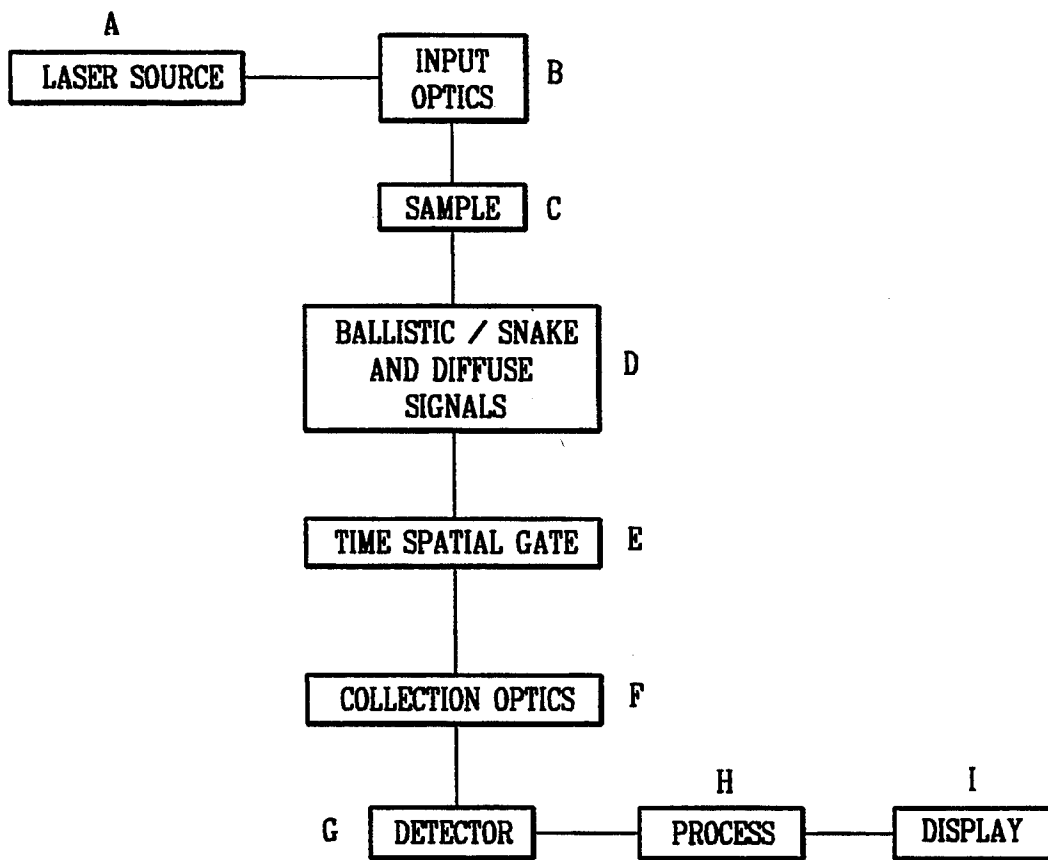 A
LASER SOURCE
INPUT
OPTICS
B
SAMPLE
C
BALLISTIC / SNAKE
AND DIFFUSE
SIGNALS
D
TIME SPATIAL GATE
E
COLLECTION OPTICS
F
G
DETECTOR
H
PROCESS
I
DISPLAY